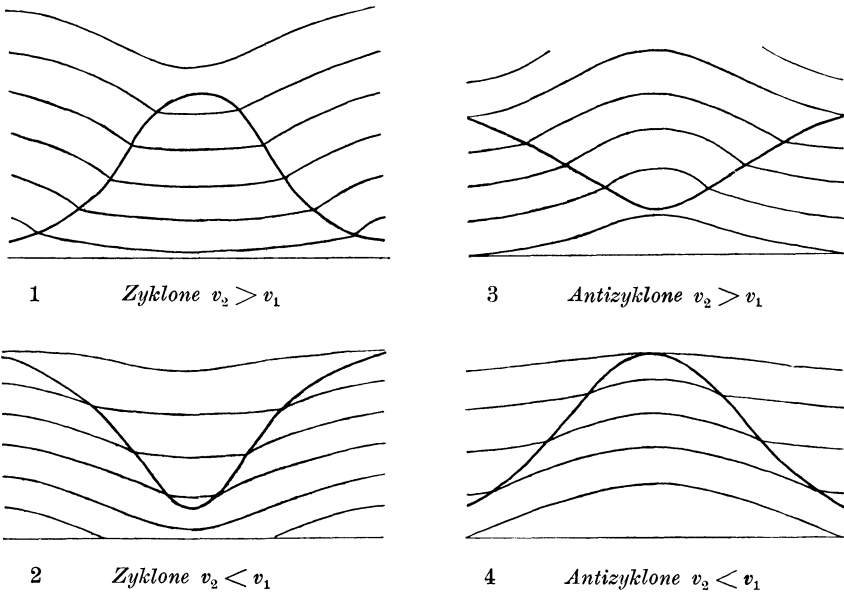 1 Zyklone v₂ > v₁
3 Antizyklone v₂ > v₁
2 Zyklone v₂ < v₁
4 Antizyklone v₂ < v₁